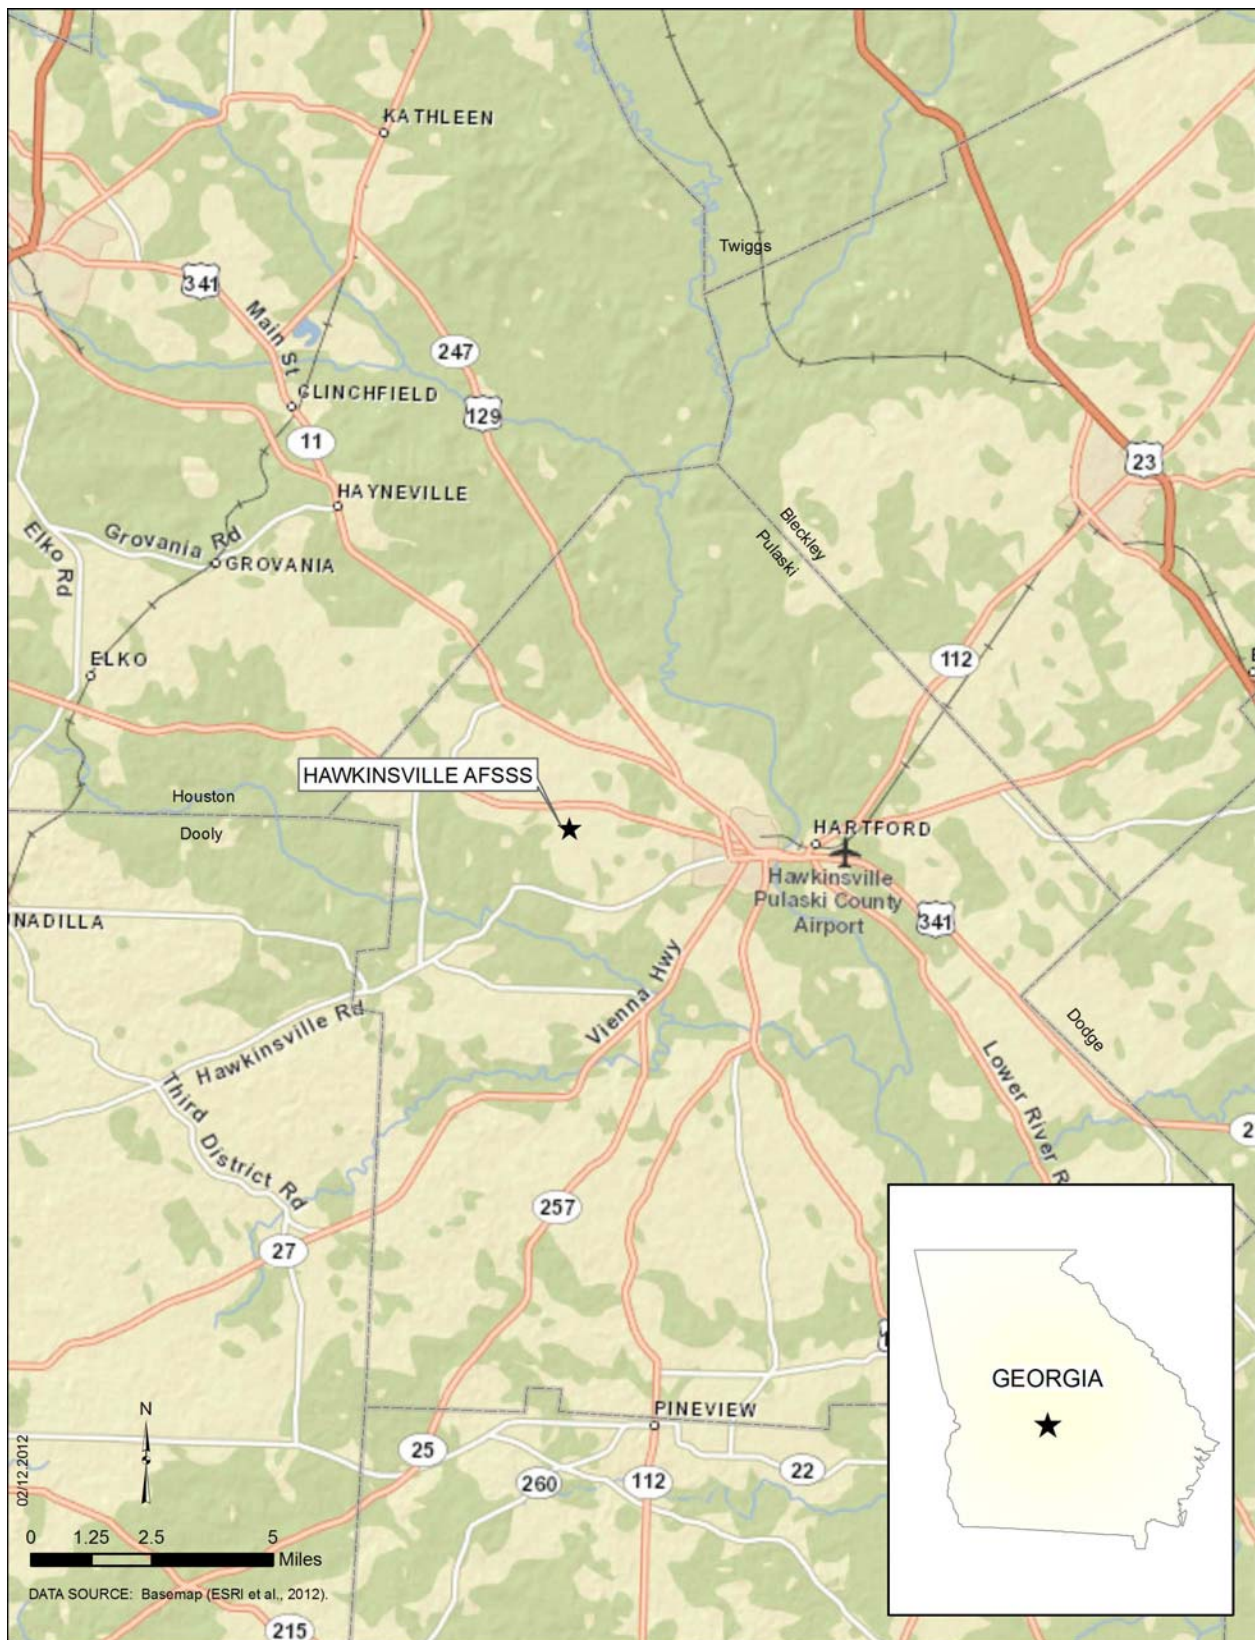 KATHLEEN
Twiggs
341
Main St
247
CLINCHFIELD
129
11
23
HAYNEVILLE
Bleckley
Pulaski
Grovania Rd
Elko Rd
GROVANIA
ELKO
112
HAWKINSVILLE AFSSS
Houston
Dooly
HARTFORD
Hawkinsville
Pulaski County
Airport
341
Vienna Hwy
Dodge
Hawkinsville Rd
Third District Rd
Lower River R
257
27
GEORGIA
PINEVIEW
N
25
260
112
22
02/12.2012
0 1.25 2.5 5
Miles
DATA SOURCE: Basemap (ESRI et al., 2012).
215